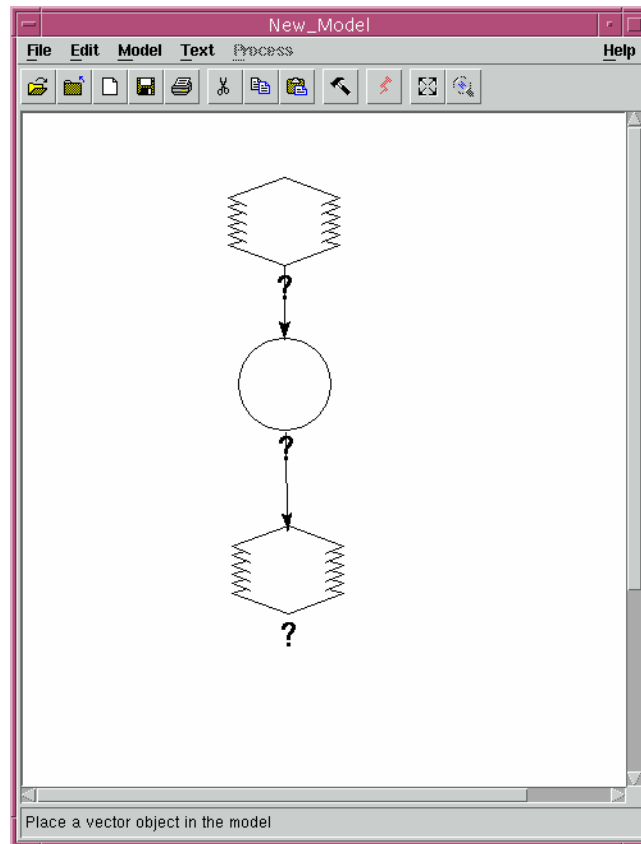 New_Model
File Edit Model Text Process Help
?
?
?
Place a vector object in the model